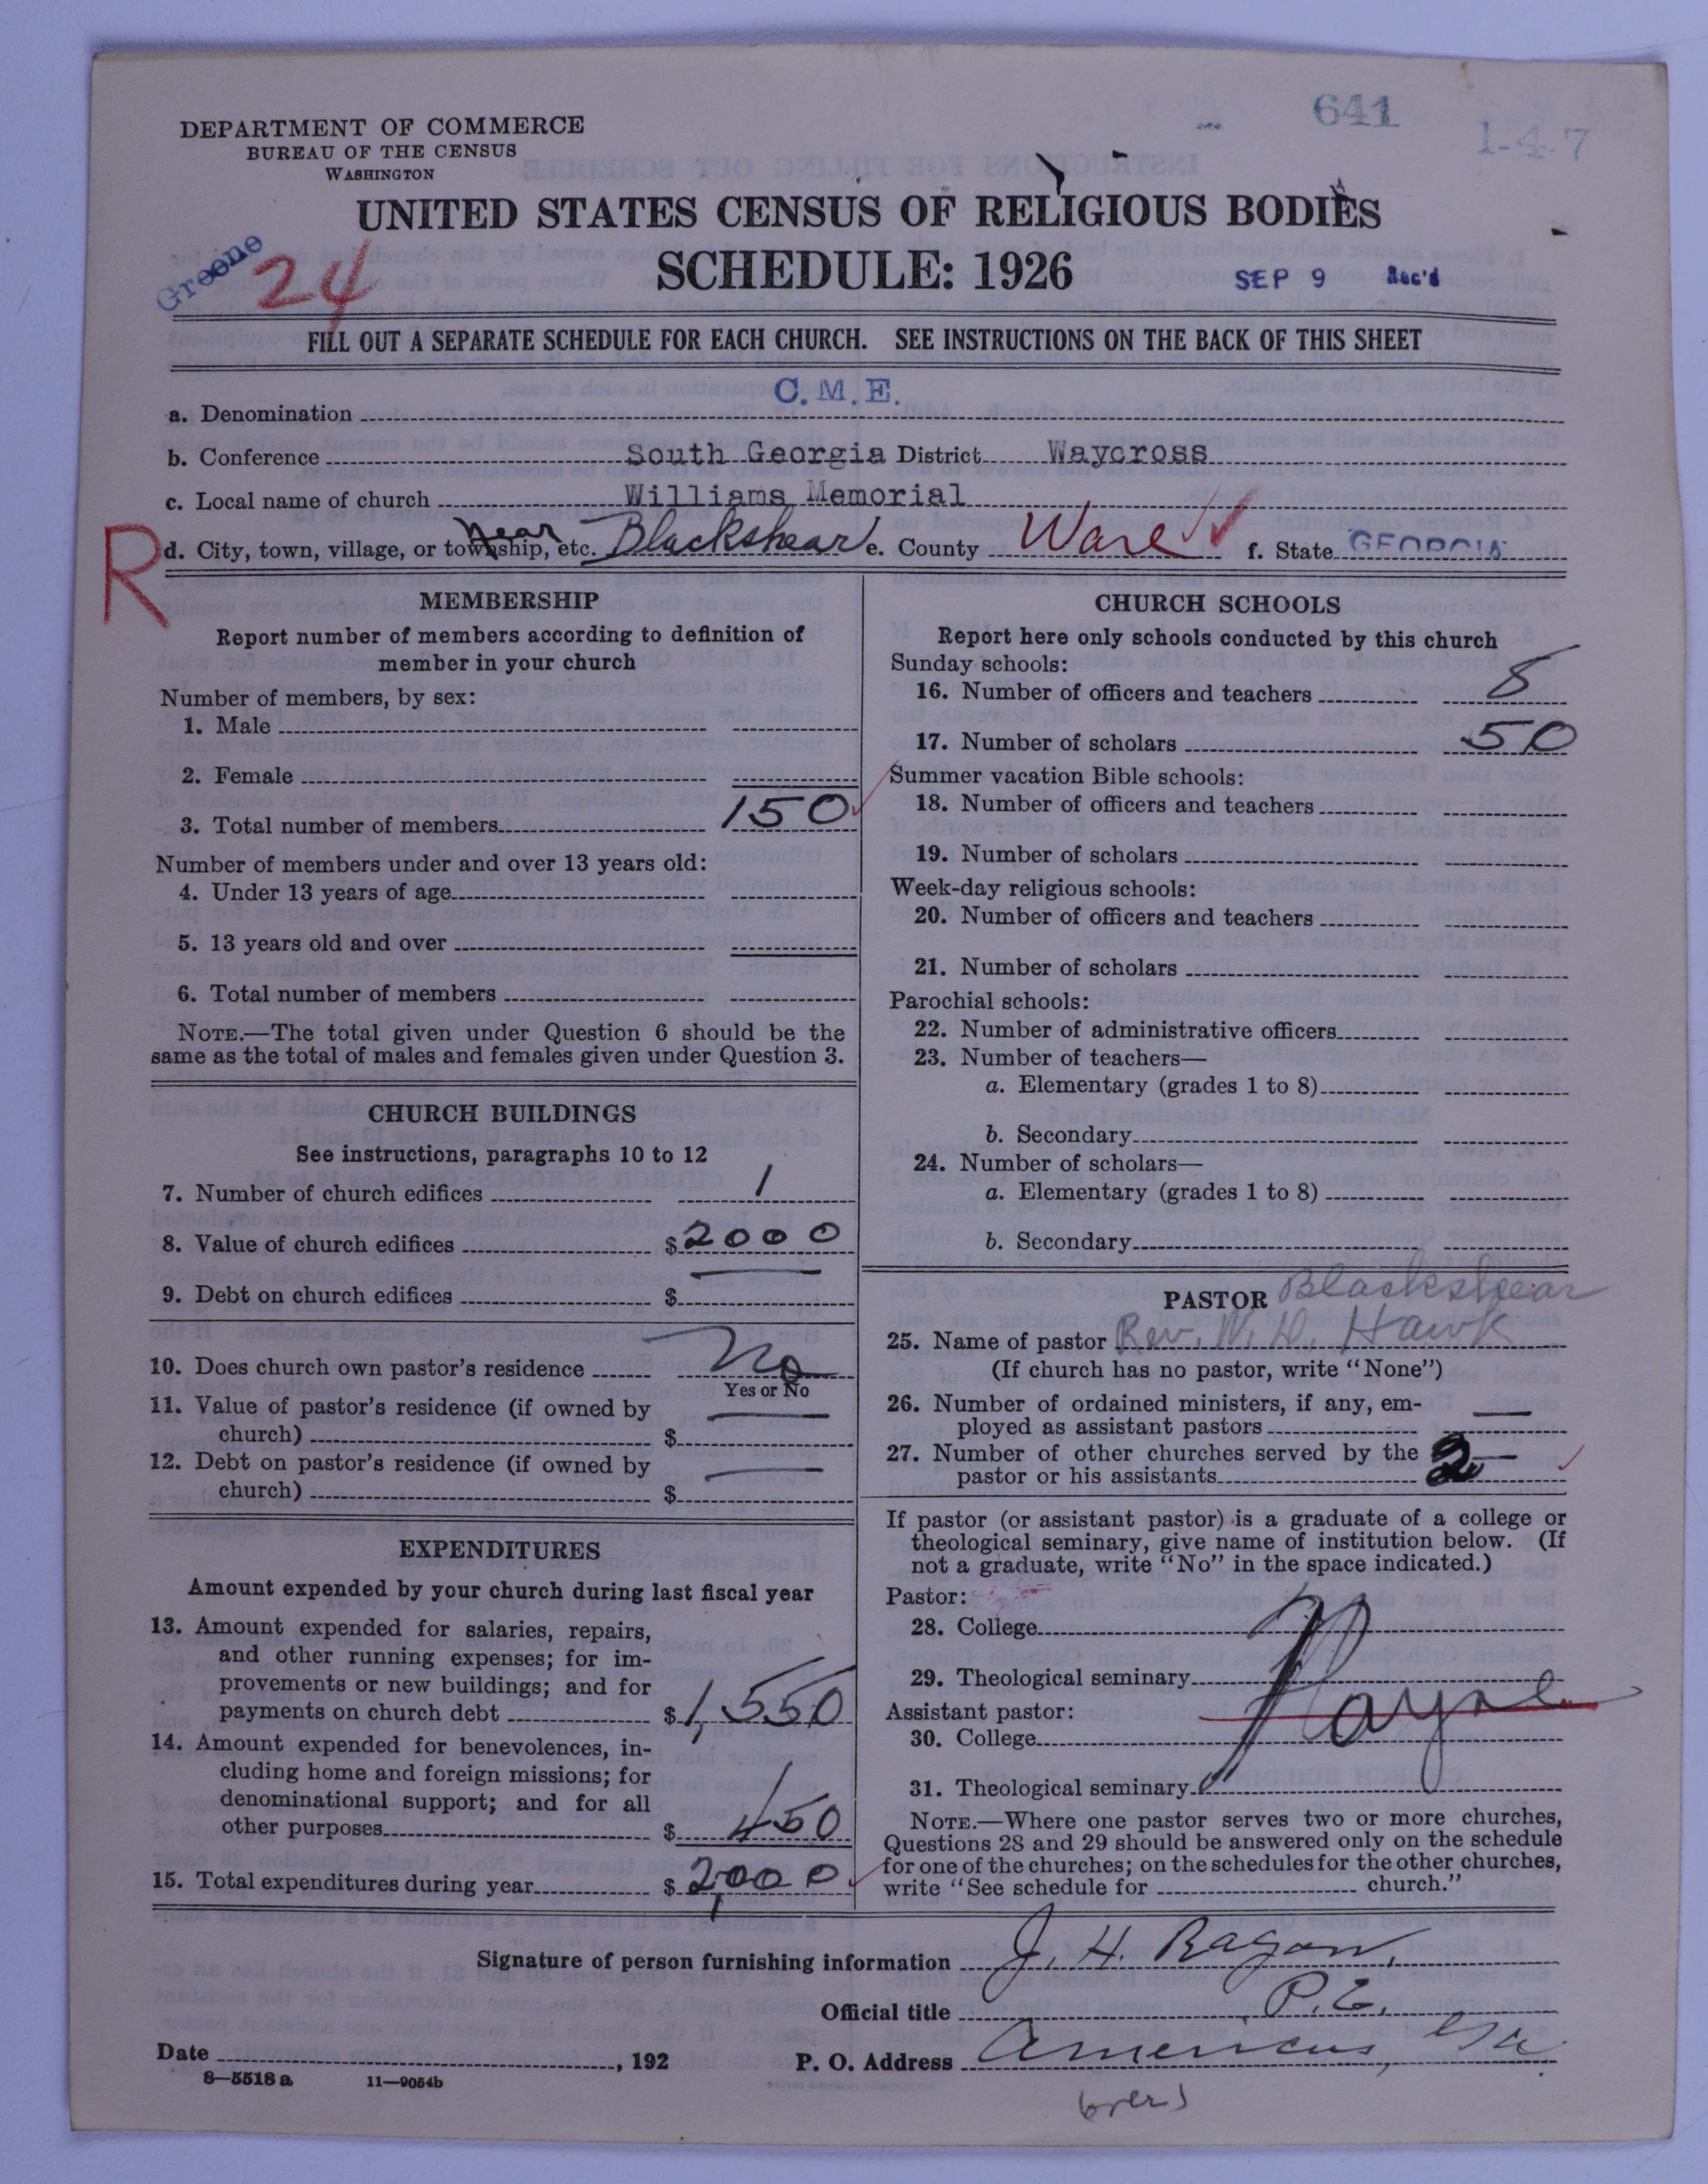 641
1-4-7
DEPARTMENT OF COMMERCE
BUREAU OF THE CENSUS
WASHINGTON
UNITED STATES CENSUS OF RELIGIOUS BODIES
Greene
24
SCHEDULE: 1926
SEP 9 Rec'd
FILL OUT A SEPARATE SCHEDULE FOR EACH CHURCH. SEE INSTRUCTIONS ON THE BACK OF THIS SHEET
a. Denomination C.M.E.
b. Conference South Georgia District Waycross
c. Local name of church Williams Memorial
R
d. City, town, village, or township, etc. near Blackshear e. County Ware f. State GEORGIA
MEMBERSHIP
Report number of members according to definition of
member in your church
Number of members, by sex:
1. Male
2. Female
3. Total number of members 150
Number of members under and over 13 years old:
4. Under 13 years of age
5. 13 years old and over
6. Total number of members
NOTE.—The total given under Question 6 should be the
same as the total of males and females given under Question 3.
CHURCH BUILDINGS
See instructions, paragraphs 10 to 12
7. Number of church edifices 1
8. Value of church edifices $ 2000
9. Debt on church edifices $ —
10. Does church own pastor's residence No
Yes or No
11. Value of pastor's residence (if owned by
church) $ —
12. Debt on pastor's residence (if owned by
church) $ —
EXPENDITURES
Amount expended by your church during last fiscal year
13. Amount expended for salaries, repairs,
and other running expenses; for im-
provements or new buildings; and for
payments on church debt $ 1,550
14. Amount expended for benevolences, in-
cluding home and foreign missions; for
denominational support; and for all
other purposes $ 450
15. Total expenditures during year $ 2,000
CHURCH SCHOOLS
Report here only schools conducted by this church
Sunday schools:
16. Number of officers and teachers 8
17. Number of scholars 50
Summer vacation Bible schools:
18. Number of officers and teachers
19. Number of scholars
Week-day religious schools:
20. Number of officers and teachers
21. Number of scholars
Parochial schools:
22. Number of administrative officers
23. Number of teachers—
a. Elementary (grades 1 to 8)
b. Secondary
24. Number of scholars—
a. Elementary (grades 1 to 8)
b. Secondary
PASTOR Blackshear
25. Name of pastor Rev. W. D. Hawk
(If church has no pastor, write "None")
26. Number of ordained ministers, if any, em-
ployed as assistant pastors —
27. Number of other churches served by the
pastor or his assistants 2 —
If pastor (or assistant pastor) is a graduate of a college or
theological seminary, give name of institution below. (If
not a graduate, write "No" in the space indicated.)
Pastor:
28. College
29. Theological seminary
Payne
Assistant pastor:
30. College
31. Theological seminary
NOTE.—Where one pastor serves two or more churches,
Questions 28 and 29 should be answered only on the schedule
for one of the churches; on the schedules for the other churches,
write "See schedule for church."
Signature of person furnishing information J. H. Ragan,
Official title P.E.
Date , 192 P. O. Address Americus, Ga.
8—5518 a 11—9054b
(over)